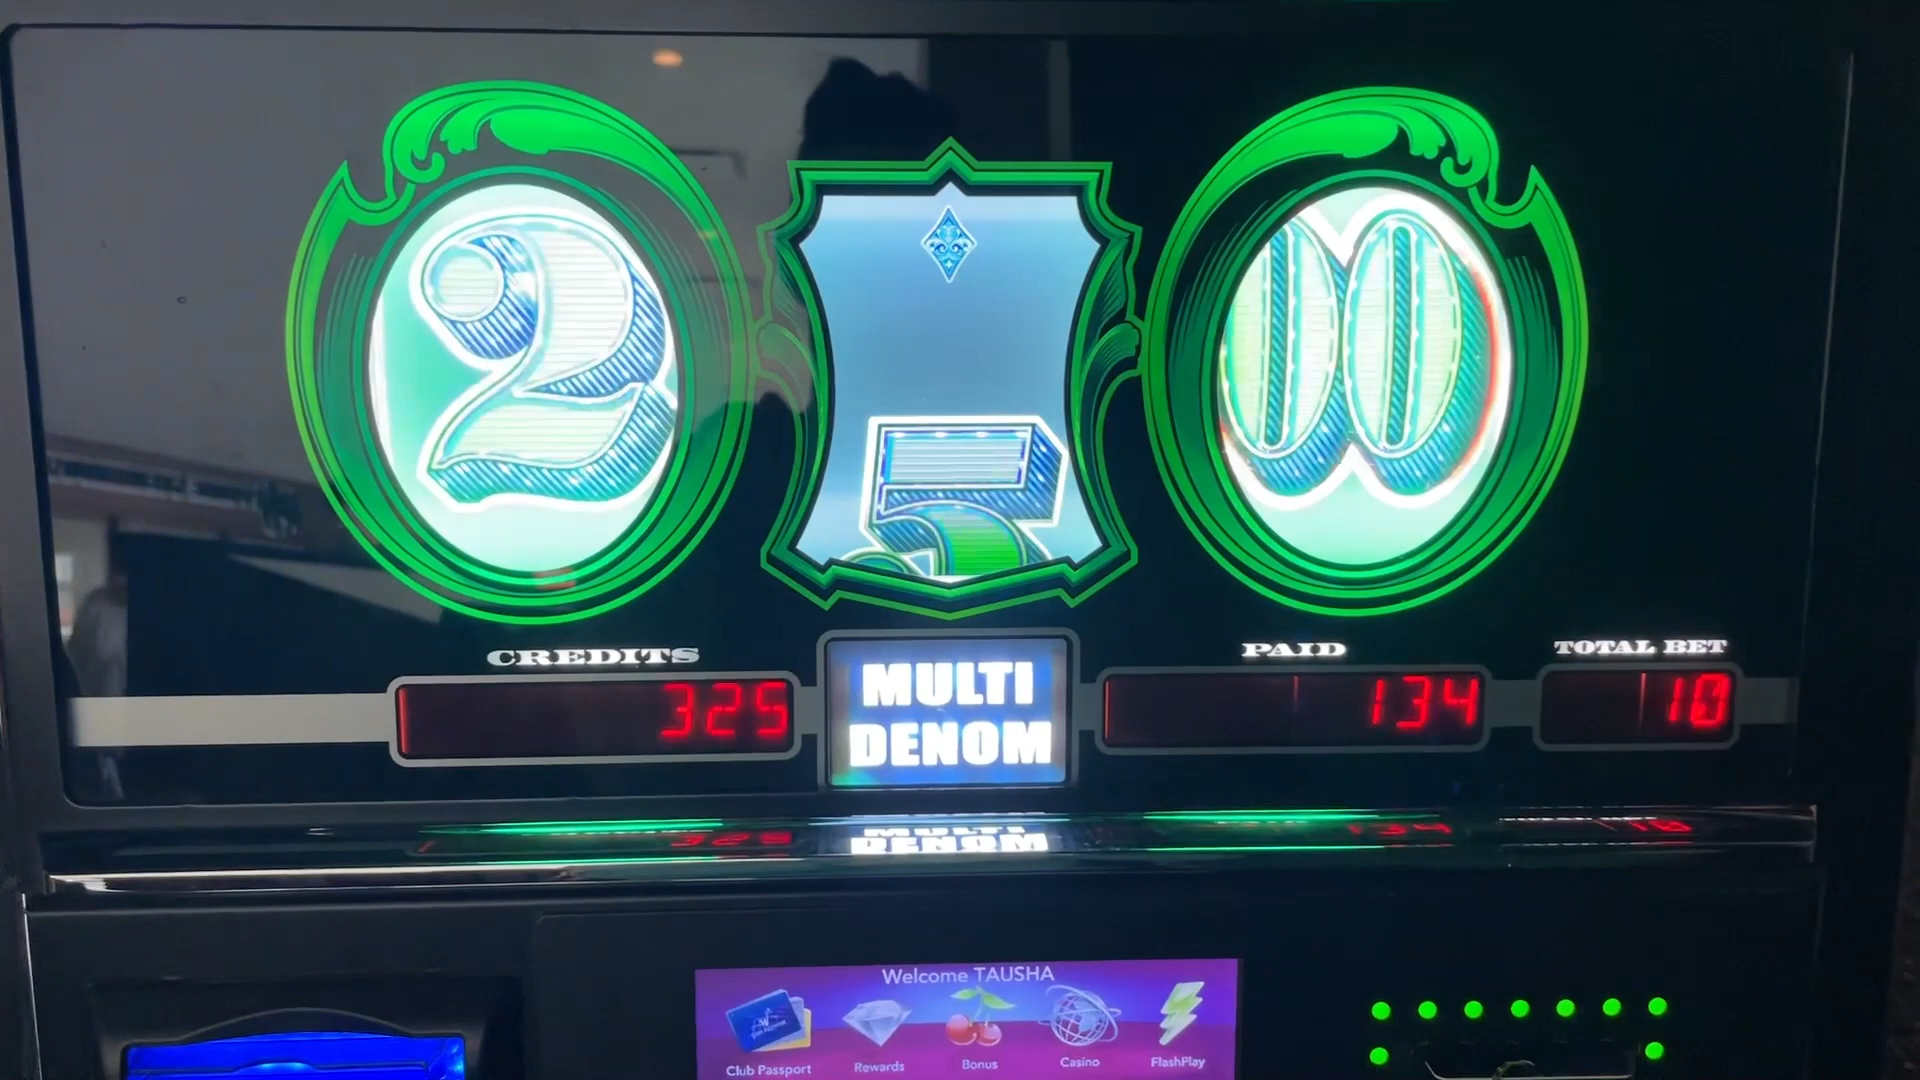 2 5 00
CREDITS PAID TOTAL BET
325 134 10
MULTI
DENOM
Welcome TAUSHA
Club Passport Rewards Bonus Casino FlashPlay